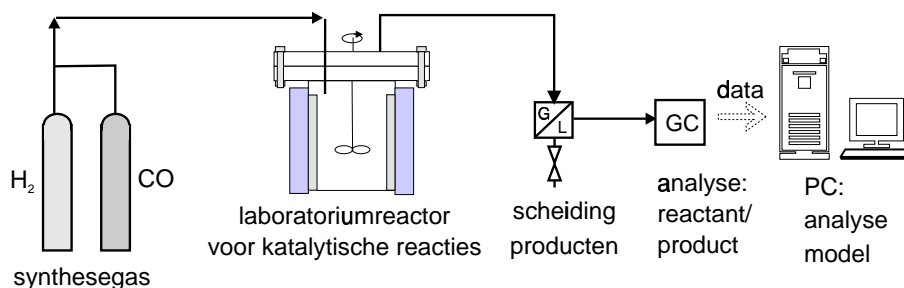 H₂
CO
synthesegas
laboratoriumreactor
voor katalytische reacties
G
L
scheiding
producten
GC
analyse:
reactant/
product
data
PC:
analyse
model